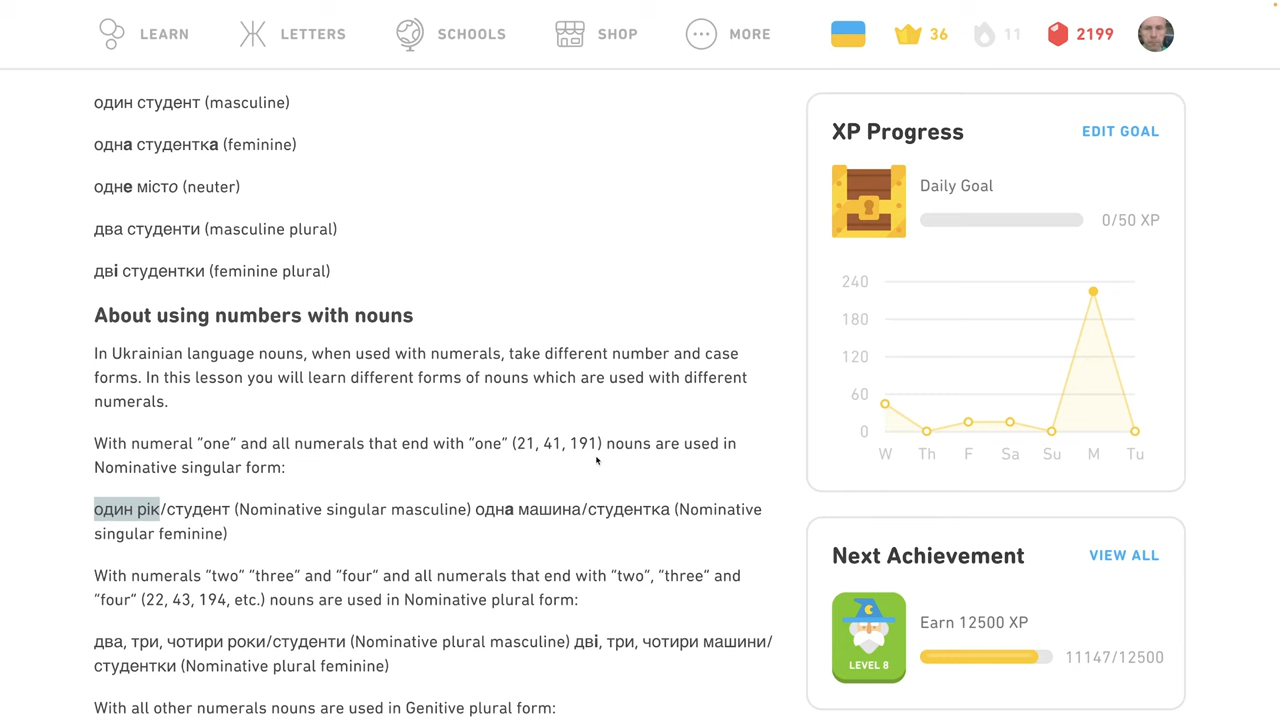 LEARN LETTERS SCHOOLS SHOP MORE 36 11 2199
один студент (masculine)
одна студентка (feminine)
одне місто (neuter)
два студенти (masculine plural)
дві студентки (feminine plural)
About using numbers with nouns
In Ukrainian language nouns, when used with numerals, take different number and case
forms. In this lesson you will learn different forms of nouns which are used with different
numerals.
With numeral “one” and all numerals that end with “one” (21, 41, 191) nouns are used in
Nominative singular form:
один рік/студент (Nominative singular masculine) одна машина/студентка (Nominative
singular feminine)
With numerals “two” “three” and “four” and all numerals that end with “two”, “three” and
“four” (22, 43, 194, etc.) nouns are used in Nominative plural form:
два, три, чотири роки/студенти (Nominative plural masculine) дві, три, чотири машини/
студентки (Nominative plural feminine)
With all other numerals nouns are used in Genitive plural form:
XP Progress EDIT GOAL
Daily Goal
0/50 XP
240
180
120
60
0
W Th F Sa Su M Tu
Next Achievement VIEW ALL
Earn 12500 XP
LEVEL 8
11147/12500